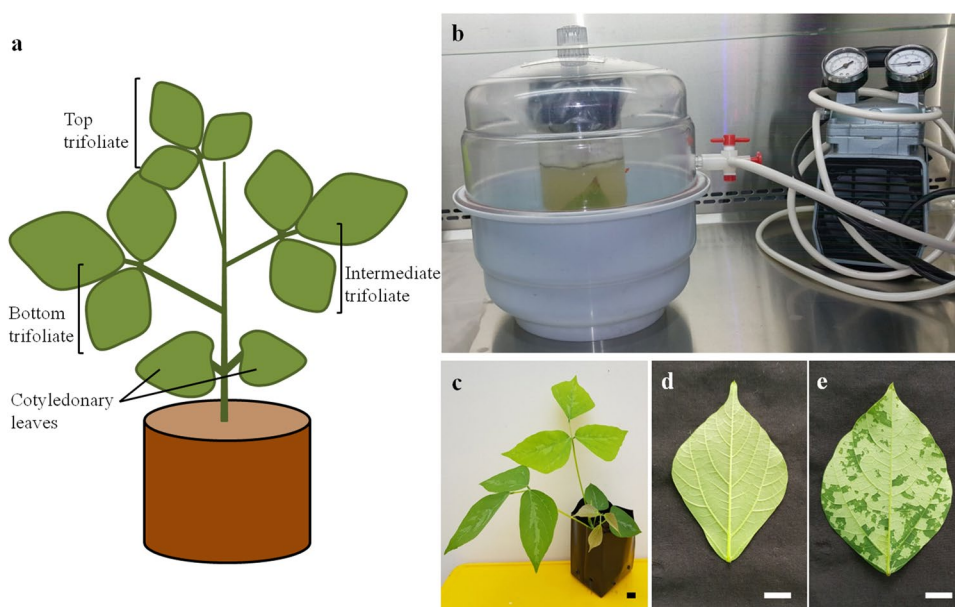 a
Top
trifoliate
Intermediate
trifoliate
Bottom
trifoliate
Cotyledonary
leaves
b
c
d
e